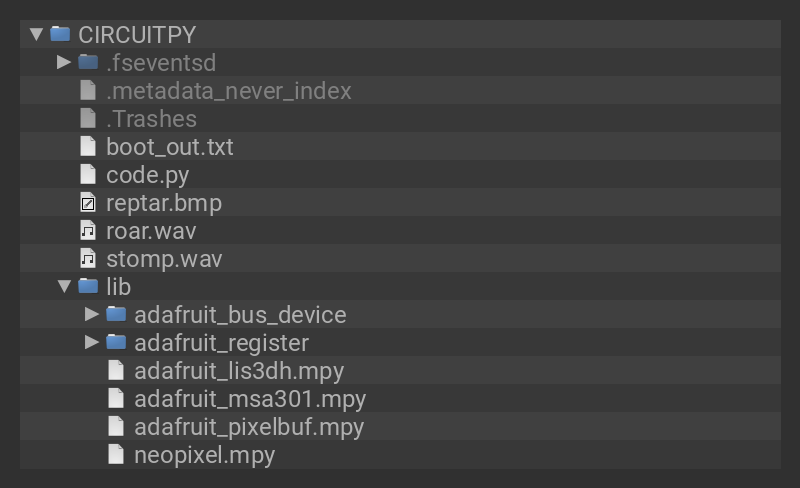 CIRCUITPY
.fseventsd
.metadata_never_index
.Trashes
boot_out.txt
code.py
reptar.bmp
roar.wav
stomp.wav
lib
adafruit_bus_device
adafruit_register
adafruit_lis3dh.mpy
adafruit_msa301.mpy
adafruit_pixelbuf.mpy
neopixel.mpy